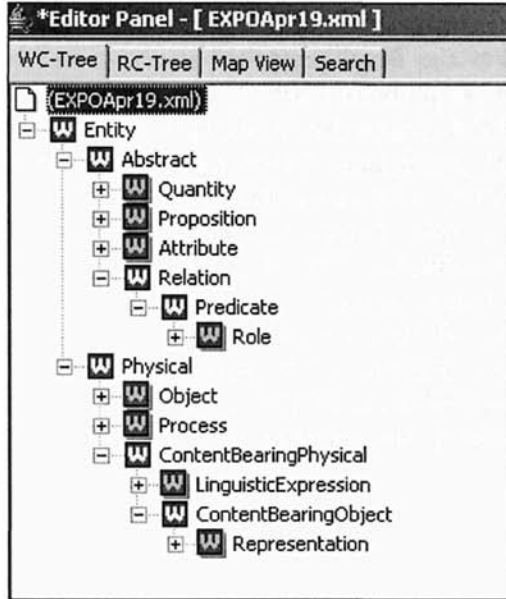 *Editor Panel - [ EXPOApr19.xml ]
WC-Tree RC-Tree Map View Search
(EXPOApr19.xml)
W Entity
W Abstract
W Quantity
W Proposition
W Attribute
W Relation
W Predicate
W Role
W Physical
W Object
W Process
W ContentBearingPhysical
W LinguisticExpression
W ContentBearingObject
W Representation